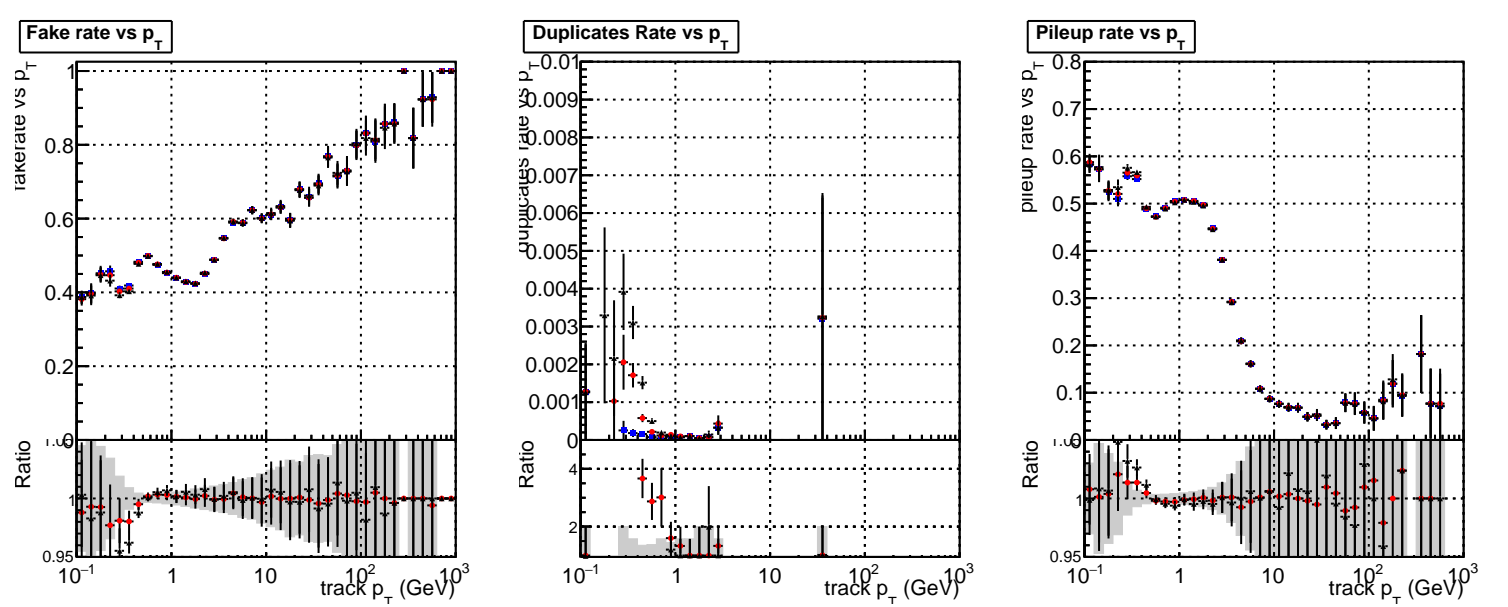 Fake rate vs p_T
fakerate vs p_T
1
0.8
0.6
0.4
0.2
Ratio
1
0.95
10^−1 1 10 10^2 10^3
track p_T (GeV)
Duplicates Rate vs p_T
duplicates rate vs p_T
0.01
0.009
0.008
0.007
0.006
0.005
0.004
0.003
0.002
0.001
0
Ratio
4
2
10^−1 1 10 10^2 10^3
track p_T (GeV)
Pileup rate vs p_T
pileup rate vs p_T
0.8
0.7
0.6
0.5
0.4
0.3
0.2
0.1
0
Ratio
1
0.95
10^−1 1 10 10^2 10^3
track p_T (GeV)